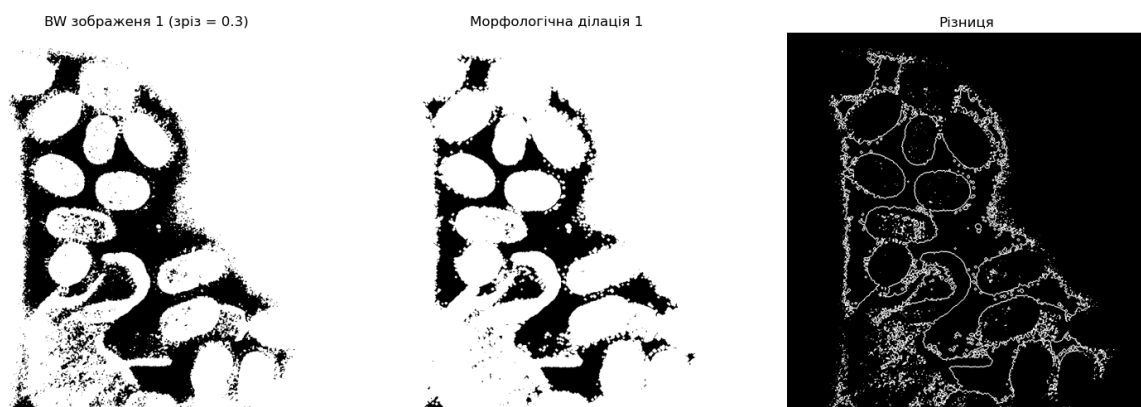 BW зображеня 1 (зріз = 0.3)
Морфологічна ділація 1
Різниця